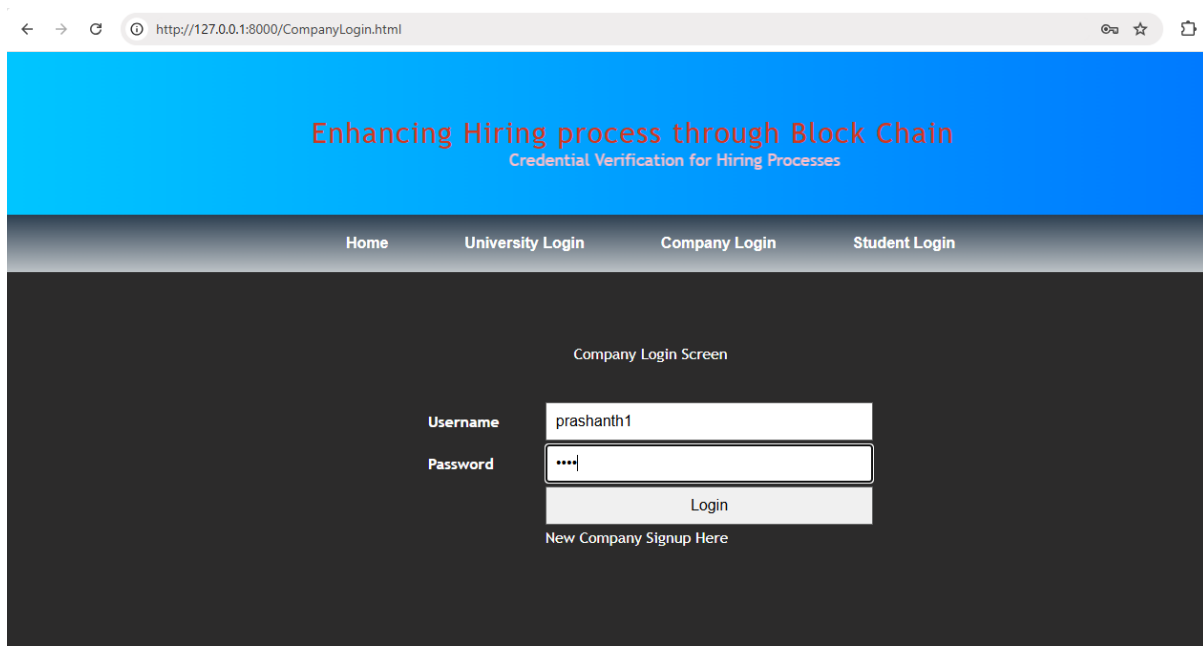 http://127.0.0.1:8000/CompanyLogin.html
Enhancing Hiring process through Block Chain
Credential Verification for Hiring Processes
Home University Login Company Login Student Login
Company Login Screen
Username prashanth1
Password ••••
Login
New Company Signup Here